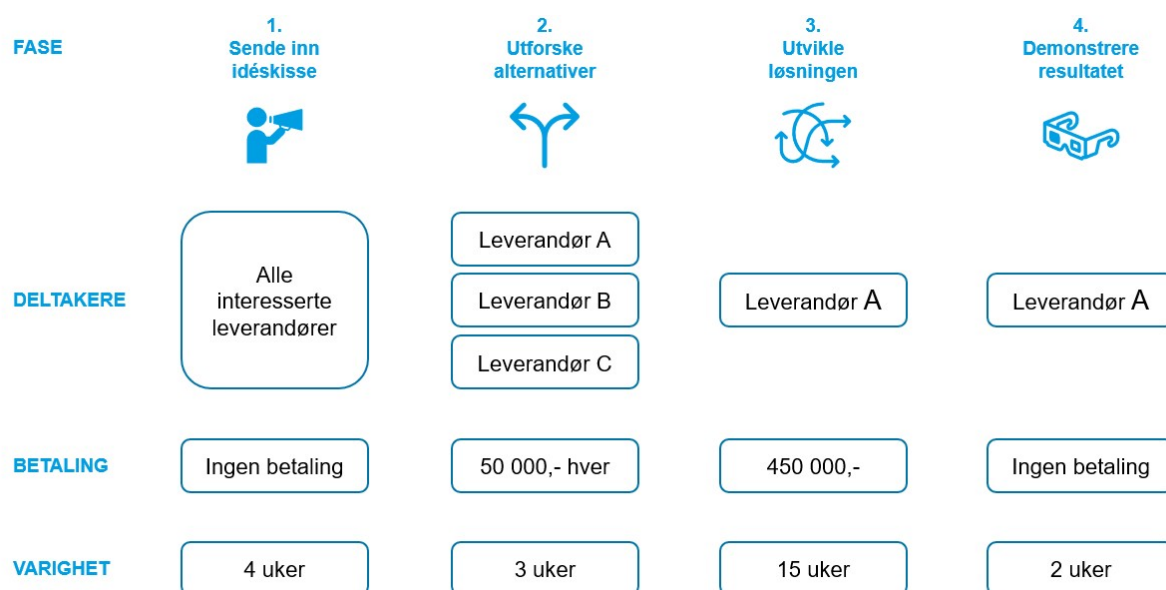 FASE
1.
Sende inn
idéskisse
2.
Utforske
alternativer
3.
Utvikle
løsningen
4.
Demonstrere
resultatet
DELTAKERE
Alle
interesserte
leverandører
Leverandør A
Leverandør B
Leverandør C
Leverandør A
Leverandør A
BETALING
Ingen betaling
50 000,- hver
450 000,-
Ingen betaling
VARIGHET
4 uker
3 uker
15 uker
2 uker